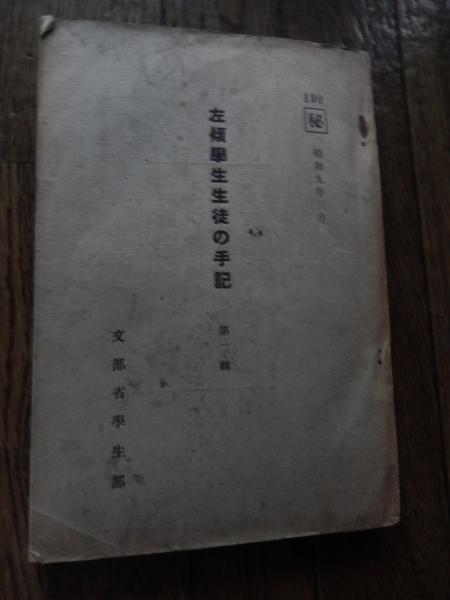 190
秘
昭和九年三月
左傾學生生徒の手記
第一輯
文部省學生部